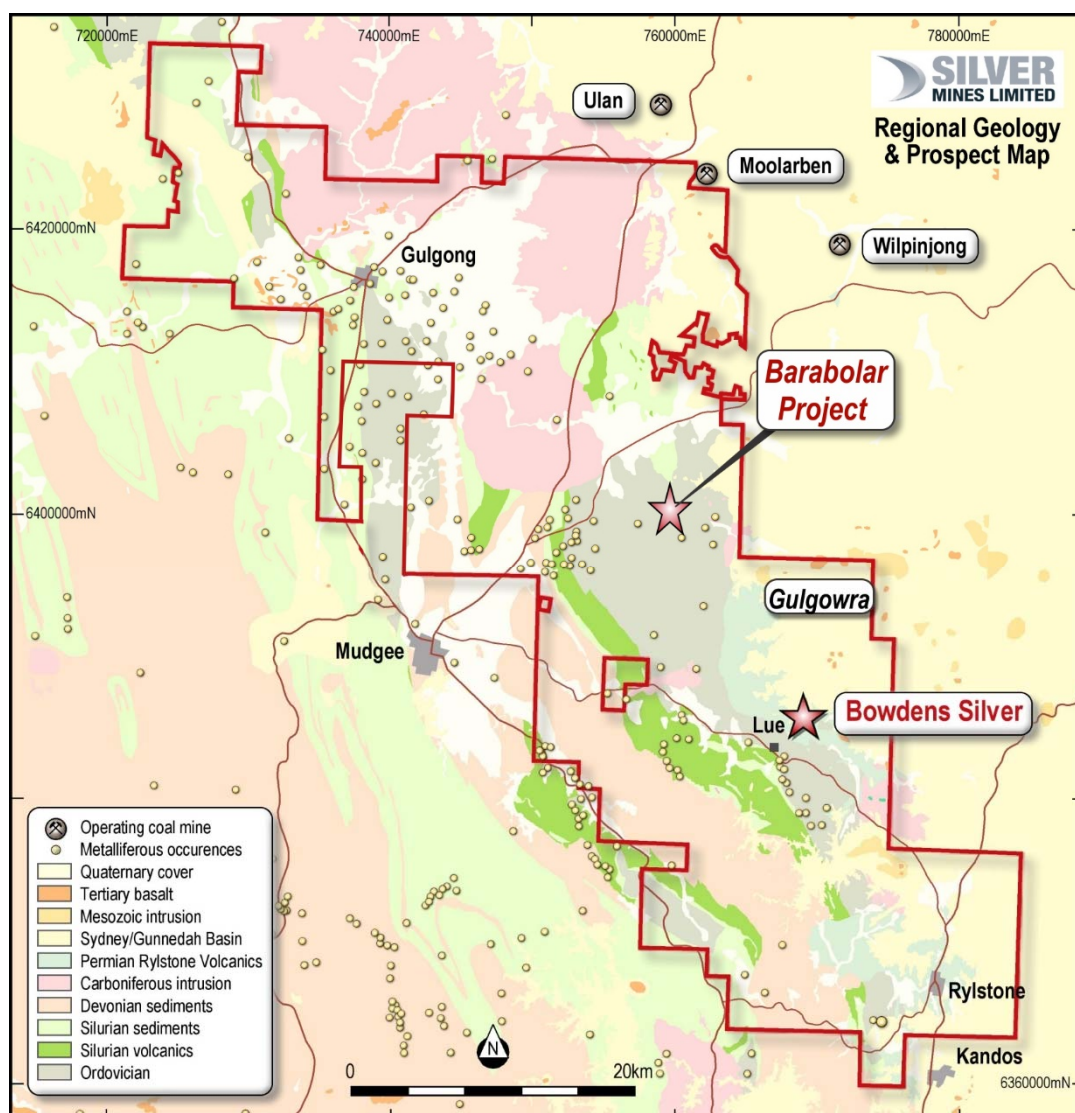 720000mE
740000mE
760000mE
780000mE
SILVER
MINES LIMITED
Regional Geology
& Prospect Map
Ulan
Moolarben
6420000mN
Wilpinjong
Gulgong
Barabolar
Project
6400000mN
Gulgowra
Mudgee
Lue
Bowdens Silver
Operating coal mine
Metalliferous occurences
Quaternary cover
Tertiary basalt
Mesozoic intrusion
Sydney/Gunnedah Basin
Permian Rylstone Volcanics
Carboniferous intrusion
Devonian sediments
Silurian sediments
Silurian volcanics
Ordovician
Rylstone
N
Kandos
0
20km
6360000mN